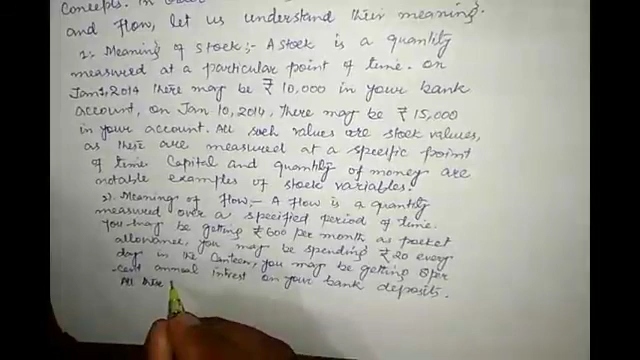 Concepts. In order
and flow, let us understand their meaning.
1:- Meaning of stock:- A stock is a quantity
measured at a particular point of time. On
Jan 1, 2014 there may be ₹ 10,000 in your bank
account, on Jan 10, 2014, there may be ₹ 15,000
in your account. All such values are stock values,
as these are measured at a specific point
of time. Capital and quantity of money are
notable examples of stock variables.
2). Meaning of flow:- A flow is a quantity
measured over a specified period of time.
You may be getting ₹ 600 per month as pocket
allowance, you may be spending ₹ 20 every
day in the Canteen, you may be getting 8 per
-cent annual intrest on your bank deposits.
All these